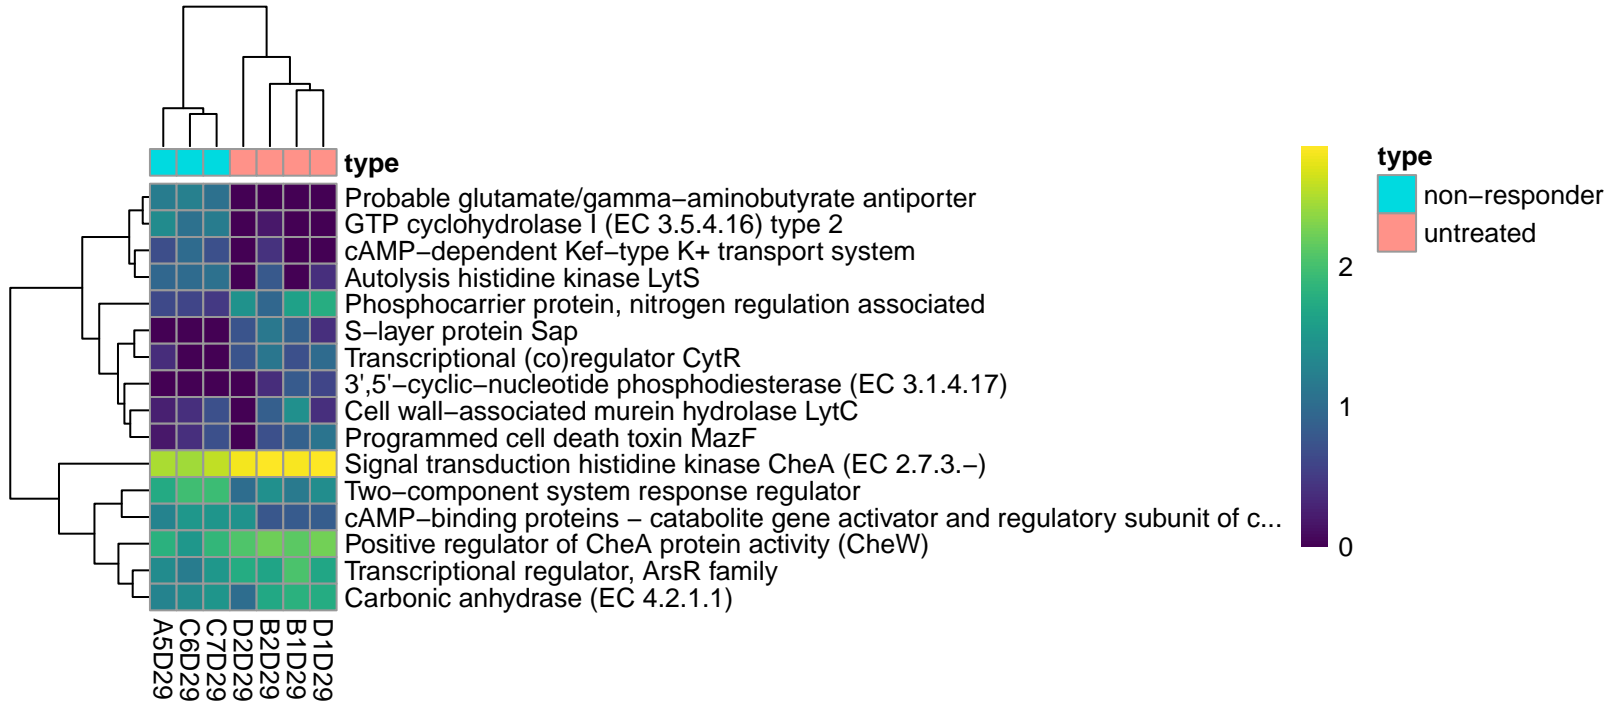 type
Probable glutamate/gamma−aminobutyrate antiporter
GTP cyclohydrolase I (EC 3.5.4.16) type 2
cAMP−dependent Kef−type K+ transport system
Autolysis histidine kinase LytS
Phosphocarrier protein, nitrogen regulation associated
S−layer protein Sap
Transcriptional (co)regulator CytR
3',5'−cyclic−nucleotide phosphodiesterase (EC 3.1.4.17)
Cell wall−associated murein hydrolase LytC
Programmed cell death toxin MazF
Signal transduction histidine kinase CheA (EC 2.7.3.−)
Two−component system response regulator
cAMP−binding proteins − catabolite gene activator and regulatory subunit of c...
Positive regulator of CheA protein activity (CheW)
Transcriptional regulator, ArsR family
Carbonic anhydrase (EC 4.2.1.1)
A5D29
C6D29
C7D29
D2D29
B2D29
B1D29
D1D29
2
1
0
type
non−responder
untreated